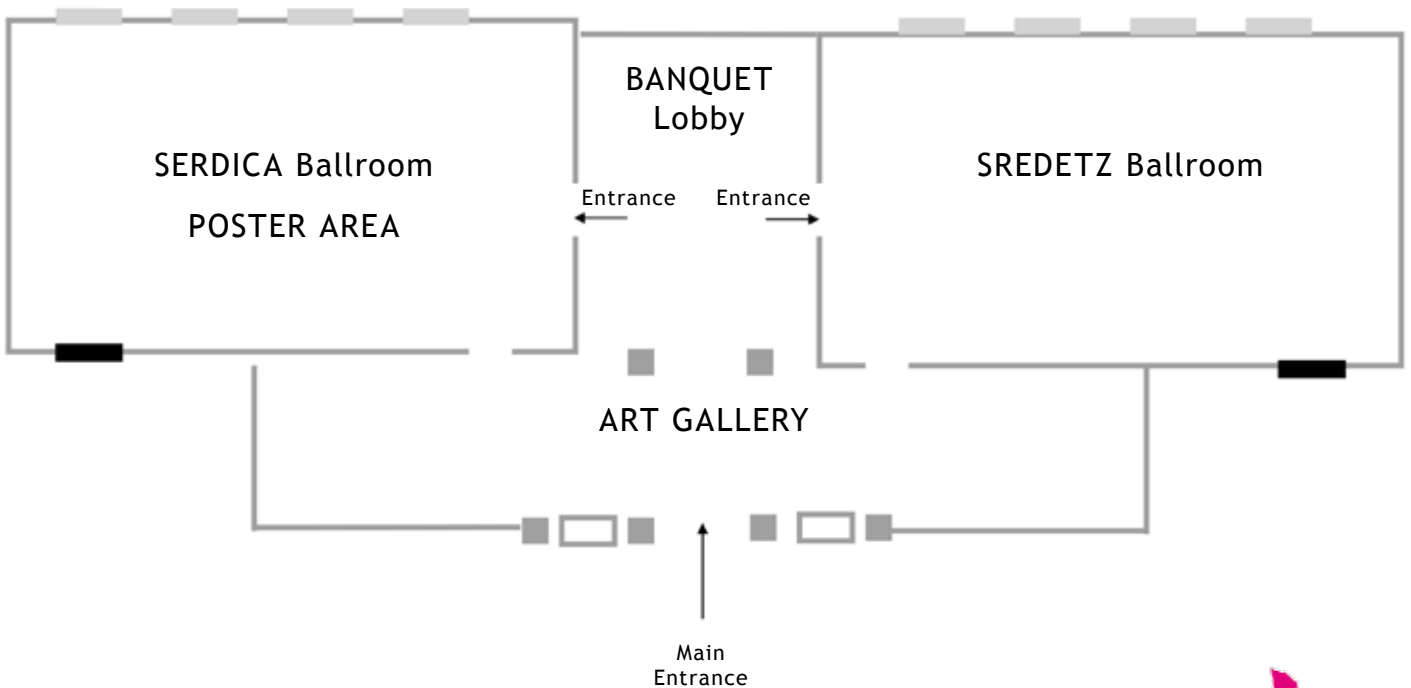 BANQUET
Lobby
SERDICA Ballroom
POSTER AREA
SREDETZ Ballroom
Entrance
Entrance
ART GALLERY
Main
Entrance